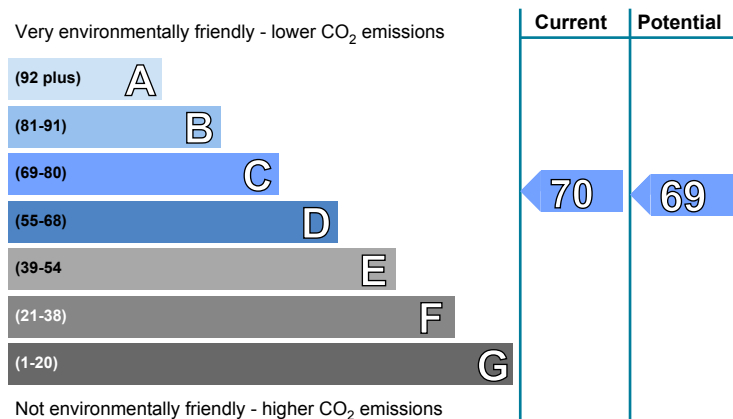 Very environmentally friendly - lower CO2 emissions
Current
Potential
(92 plus) A
(81-91) B
(69-80) C
70
69
(55-68) D
(39-54 E
(21-38) F
(1-20) G
Not environmentally friendly - higher CO2 emissions